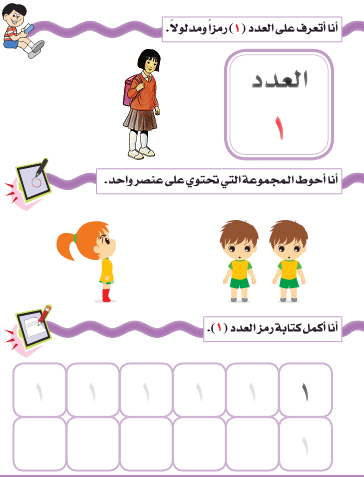 أنا أتعرف على العدد (١) رمزاً ومدلولاً.
العدد
١
أنا أحوط المجموعة التي تحتوي على عنصر واحد.
أنا أكمل كتابة رمز العدد (١).
١ ١ ١ ١ ١ ١
١